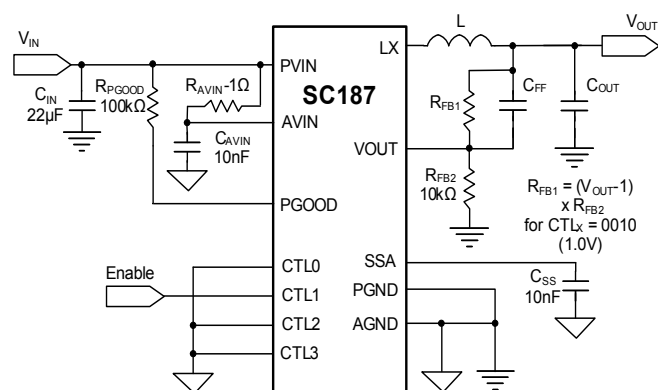 V_IN
C_IN
22µF
R_PGOOD
100kΩ
R_AVIN-1Ω
C_AVIN
10nF
Enable
SC187
PVIN
AVIN
PGOOD
CTL0
CTL1
CTL2
CTL3
LX
VOUT
SSA
PGND
AGND
L
V_OUT
R_FB1
C_FF
C_OUT
R_FB2
10kΩ
R_FB1 = (V_OUT-1)
x R_FB2
for CTLx = 0010
(1.0V)
C_SS
10nF